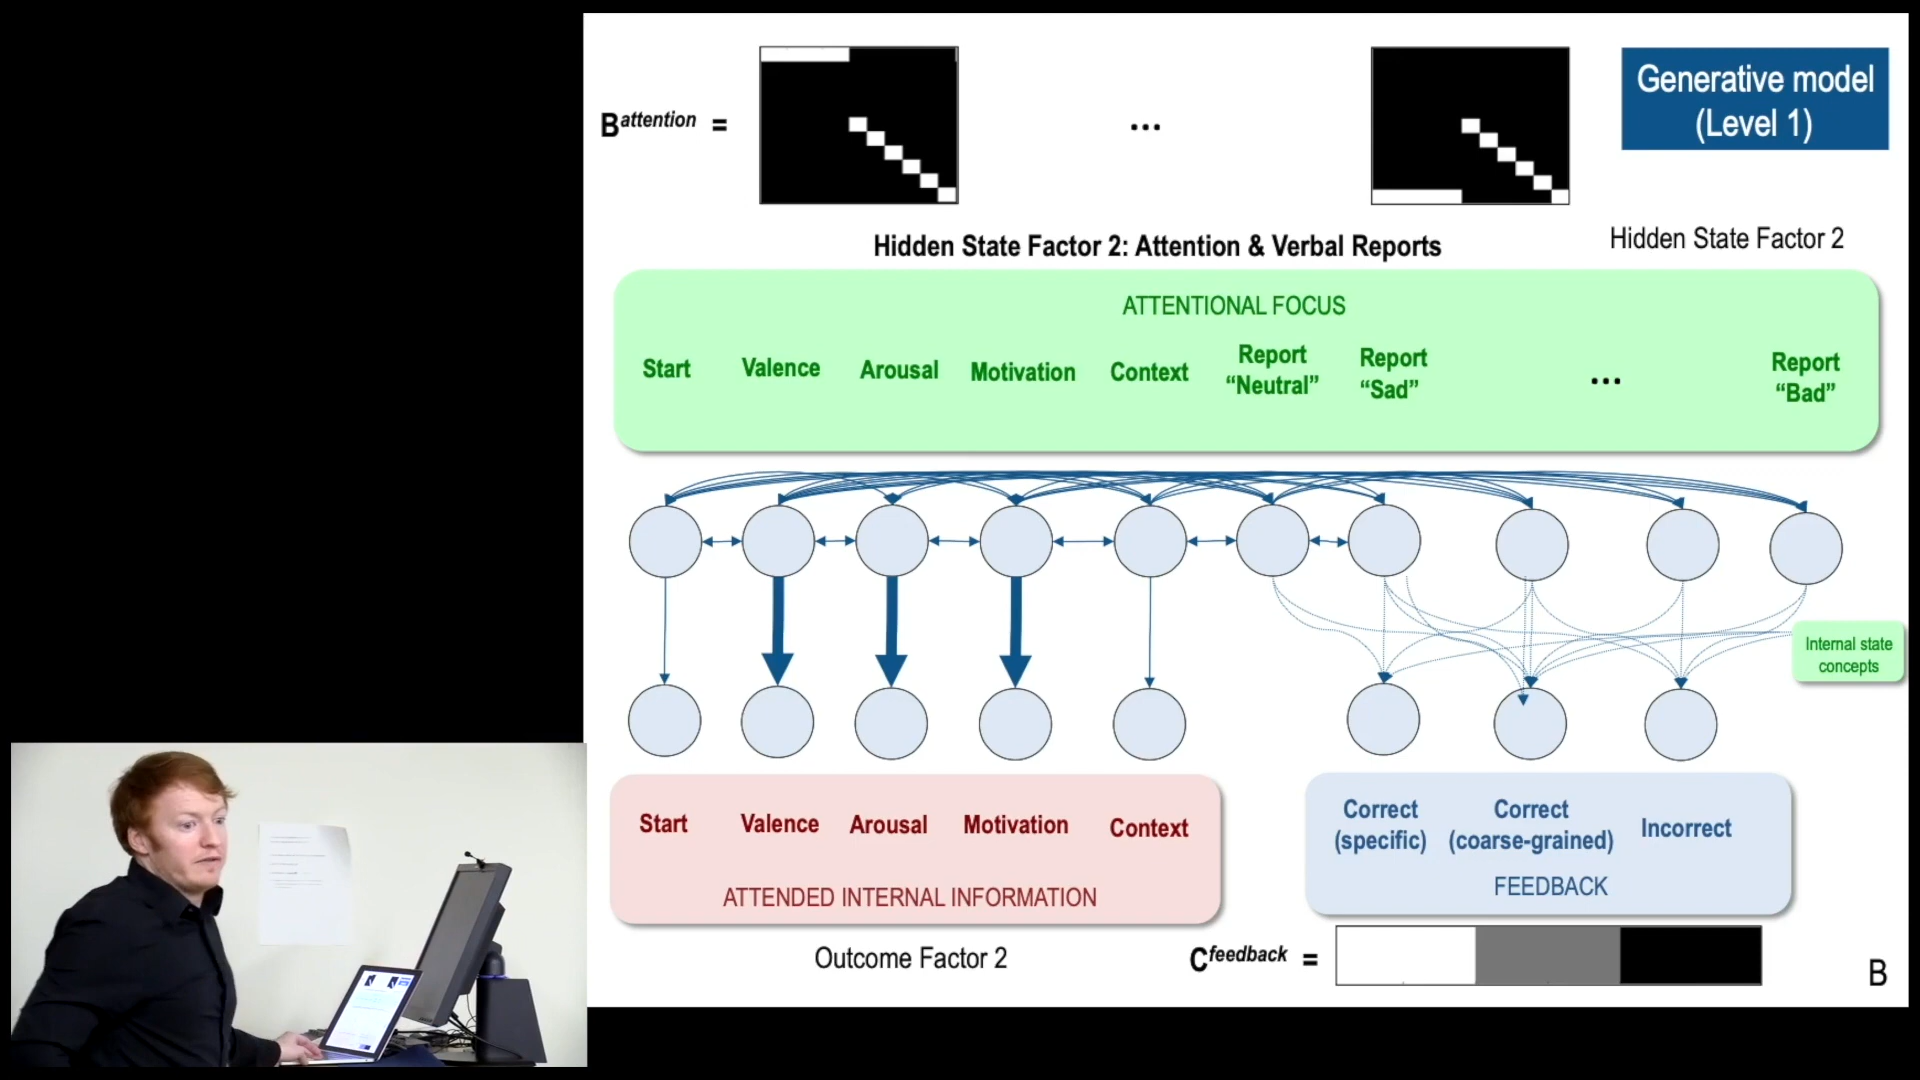 Generative model
(Level 1)
Battention = ...
Hidden State Factor 2: Attention & Verbal Reports
Hidden State Factor 2
ATTENTIONAL FOCUS
Start Valence Arousal Motivation Context Report “Neutral” Report “Sad” ... Report “Bad”
Internal state
concepts
Start Valence Arousal Motivation Context
ATTENDED INTERNAL INFORMATION
Correct (specific) Correct (coarse-grained) Incorrect
FEEDBACK
Outcome Factor 2
Cfeedback =
B